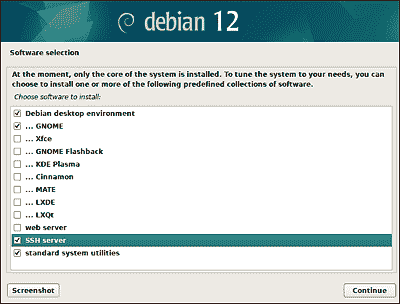 debian 12
Software selection
At the moment, only the core of the system is installed. To tune the system to your needs, you can
choose to install one or more of the following predefined collections of software.
Choose software to install:
Debian desktop environment
... GNOME
... Xfce
... GNOME Flashback
... KDE Plasma
... Cinnamon
... MATE
... LXDE
... LXQt
web server
SSH server
standard system utilities
Screenshot
Continue